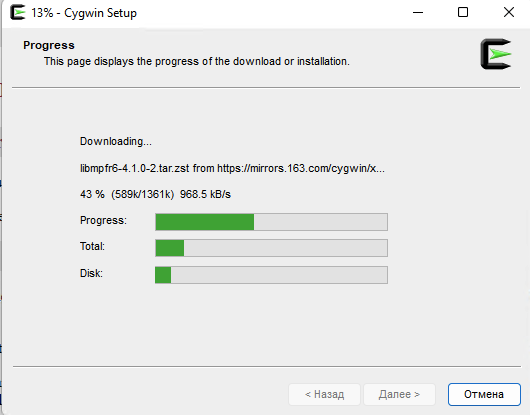 13% - Cygwin Setup
Progress
This page displays the progress of the download or installation.
Downloading...
libmpfr6-4.1.0-2.tar.zst from https://mirrors.163.com/cygwin/x...
43 % (589k/1361k) 968.5 kB/s
Progress:
Total:
Disk:
< Назад Далее > Отмена